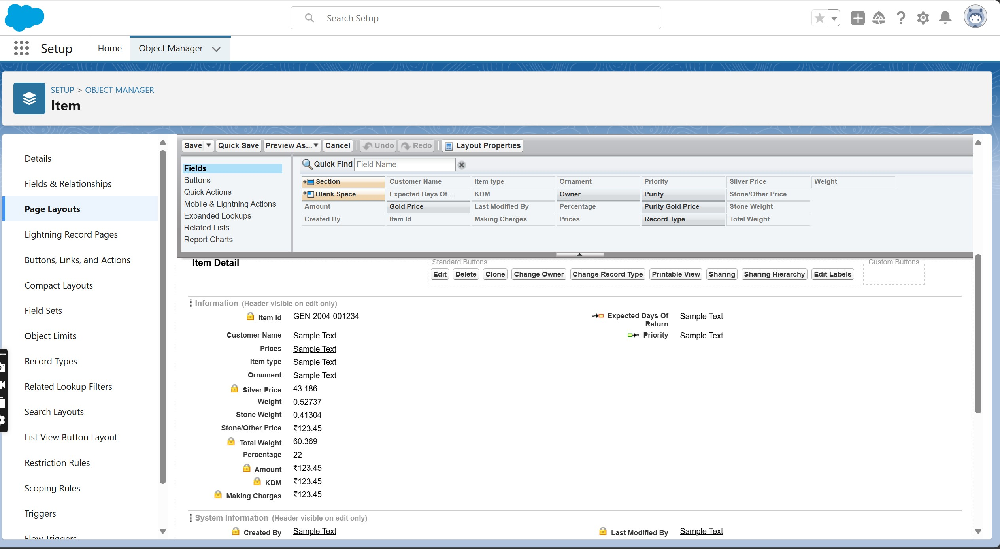 Search Setup
Setup
Home
Object Manager
SETUP > OBJECT MANAGER
Item
Details
Fields & Relationships
Page Layouts
Lightning Record Pages
Buttons, Links, and Actions
Compact Layouts
Field Sets
Object Limits
Record Types
Related Lookup Filters
Search Layouts
List View Button Layout
Restriction Rules
Scoping Rules
Triggers
Flow Triggers
Save Quick Save Preview As... Cancel Undo Redo Layout Properties
Fields
Buttons
Quick Actions
Mobile & Lightning Actions
Expanded Lookups
Related Lists
Report Charts
Quick Find Field Name
Section Customer Name Item type Ornament Priority Silver Price Weight
Blank Space Expected Days Of ... KDM Owner Purity Stone/Other Price
Amount Gold Price Last Modified By Percentage Purity Gold Price Stone Weight
Created By Item Id Making Charges Prices Record Type Total Weight
Item Detail
Standard Buttons
Custom Buttons
Edit Delete Clone Change Owner Change Record Type Printable View Sharing Sharing Hierarchy Edit Labels
Information (Header visible on edit only)
Item Id GEN-2004-001234
Customer Name Sample Text
Prices Sample Text
Item type Sample Text
Ornament Sample Text
Silver Price 43.186
Weight 0.52737
Stone Weight 0.41304
Stone/Other Price ₹123.45
Total Weight 60.369
Percentage 22
Amount ₹123.45
KDM ₹123.45
Making Charges ₹123.45
Expected Days Of Sample Text
Return
Priority Sample Text
System Information (Header visible on edit only)
Created By Sample Text
Last Modified By Sample Text